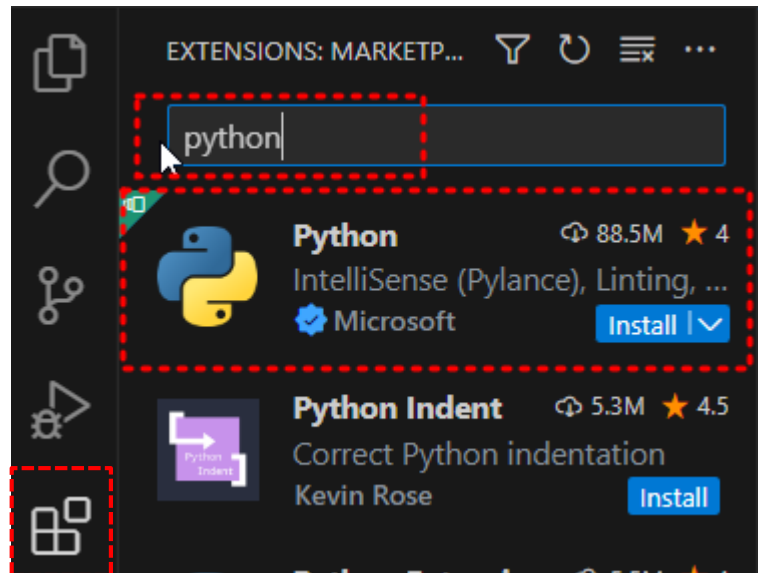 EXTENSIONS: MARKETP...
python
Python 88.5M ★ 4
IntelliSense (Pylance), Linting, ...
Microsoft Install
Python Indent 5.3M ★ 4.5
Correct Python indentation
Python Indent
Kevin Rose Install